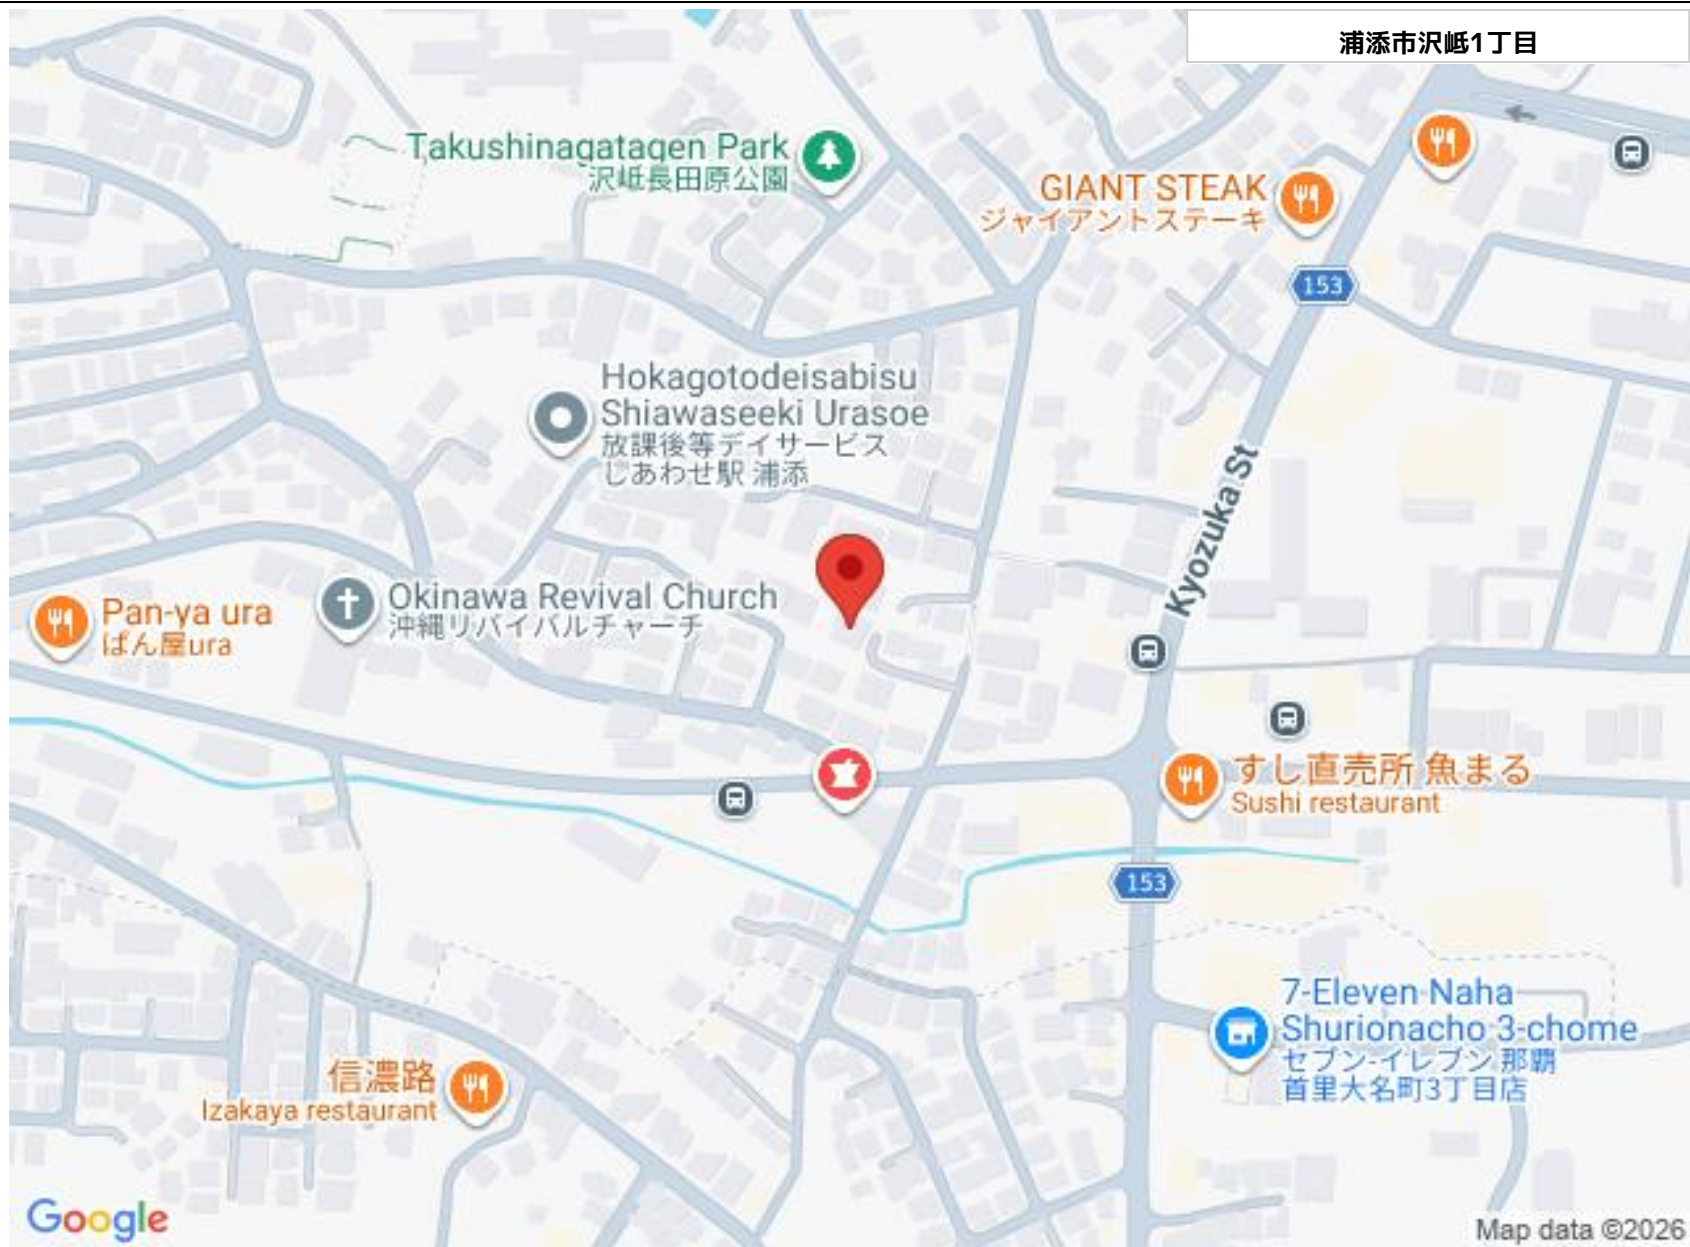 浦添市沢岻1丁目
Takushinagatagen Park
沢岻長田原公園
GIANT STEAK
ジャイアントステーキ
153
Hokagotodeisabisu
Shiawaseeki Urasoe
放課後等デイサービス
しあわせ駅 浦添
Kyozuka St
Okinawa Revival Church
沖縄リバイバルチャーチ
Pan-ya ura
ぱん屋ura
すし直売所 魚まる
Sushi restaurant
153
7-Eleven Naha
Shurionacho 3-chome
セブン-イレブン 那覇
首里大名町3丁目店
信濃路
Izakaya restaurant
Google
Map data ©2026